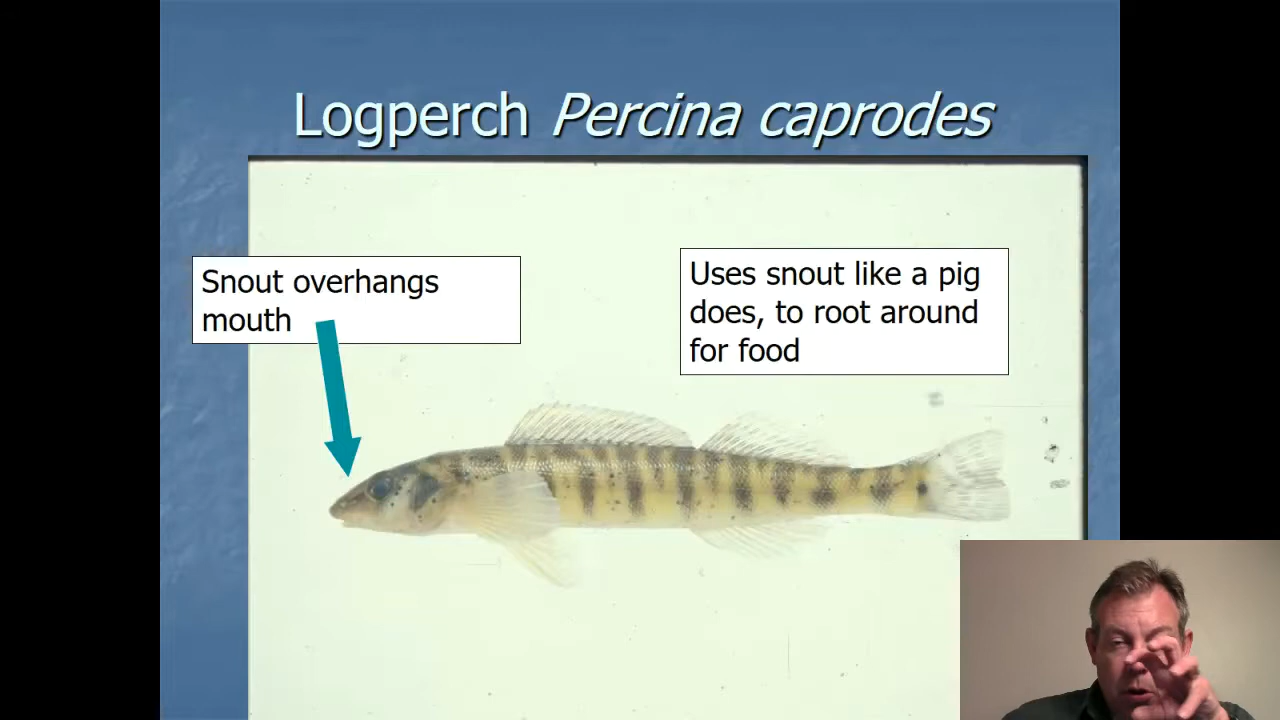 Logperch Percina caprodes
Snout overhangs
mouth
Uses snout like a pig
does, to root around
for food